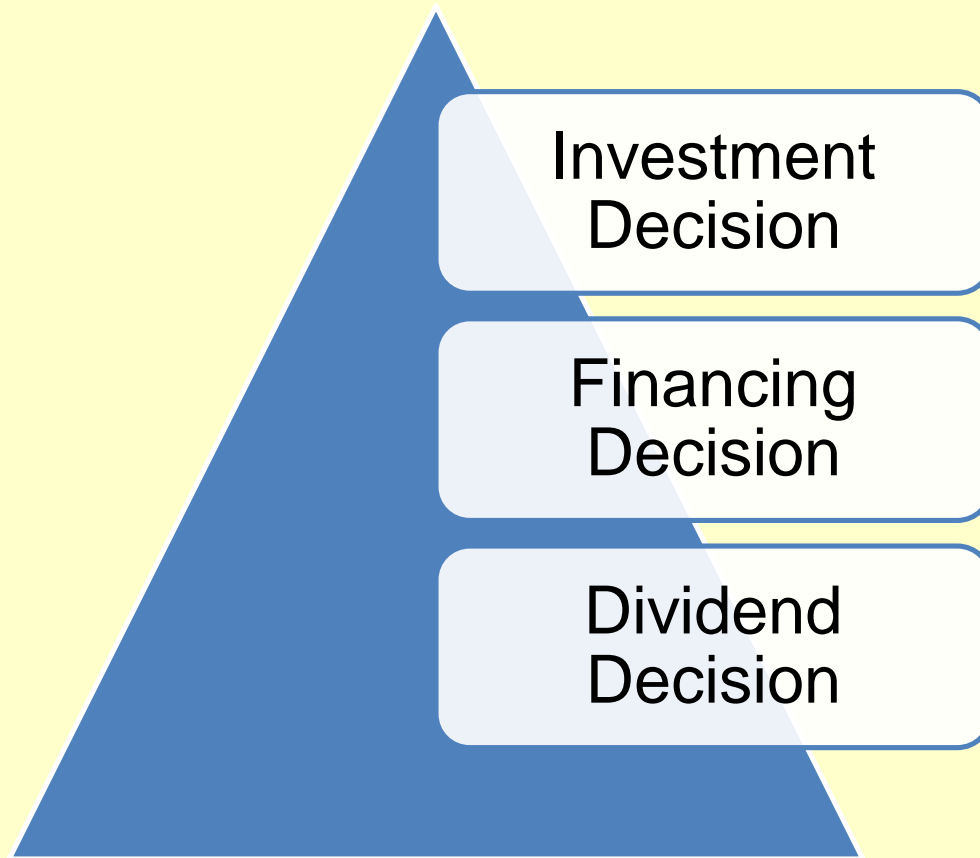 Investment
Decision
Financing
Decision
Dividend
Decision